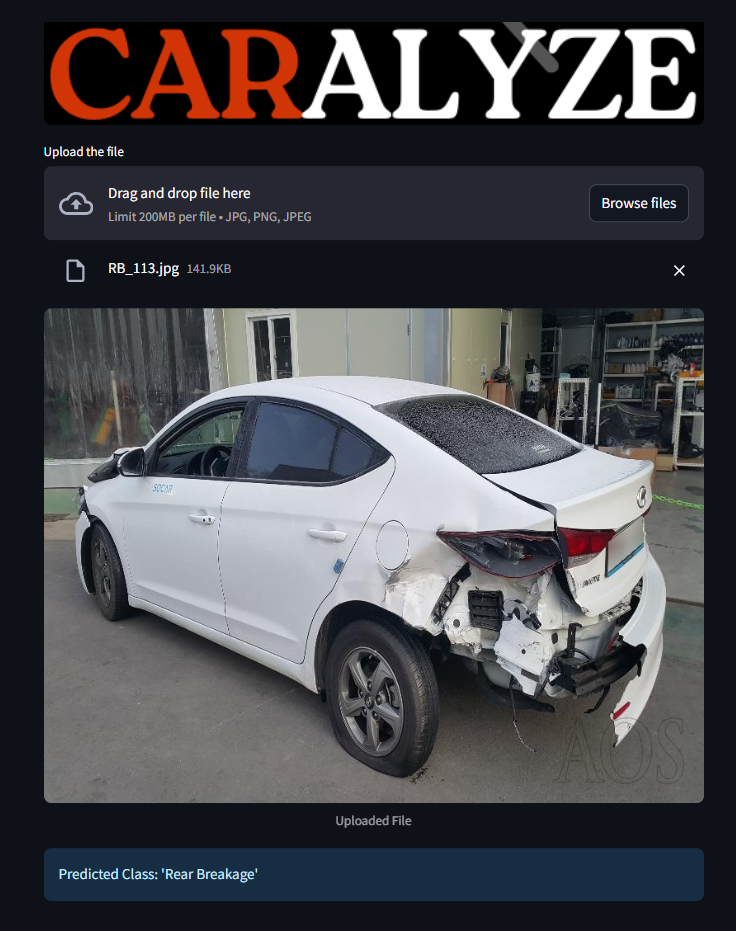 CARALYZE
Upload the file
Drag and drop file here
Limit 200MB per file • JPG, PNG, JPEG
Browse files
RB_113.jpg 141.9KB
SOCAR
AOS
Uploaded File
Predicted Class: 'Rear Breakage'